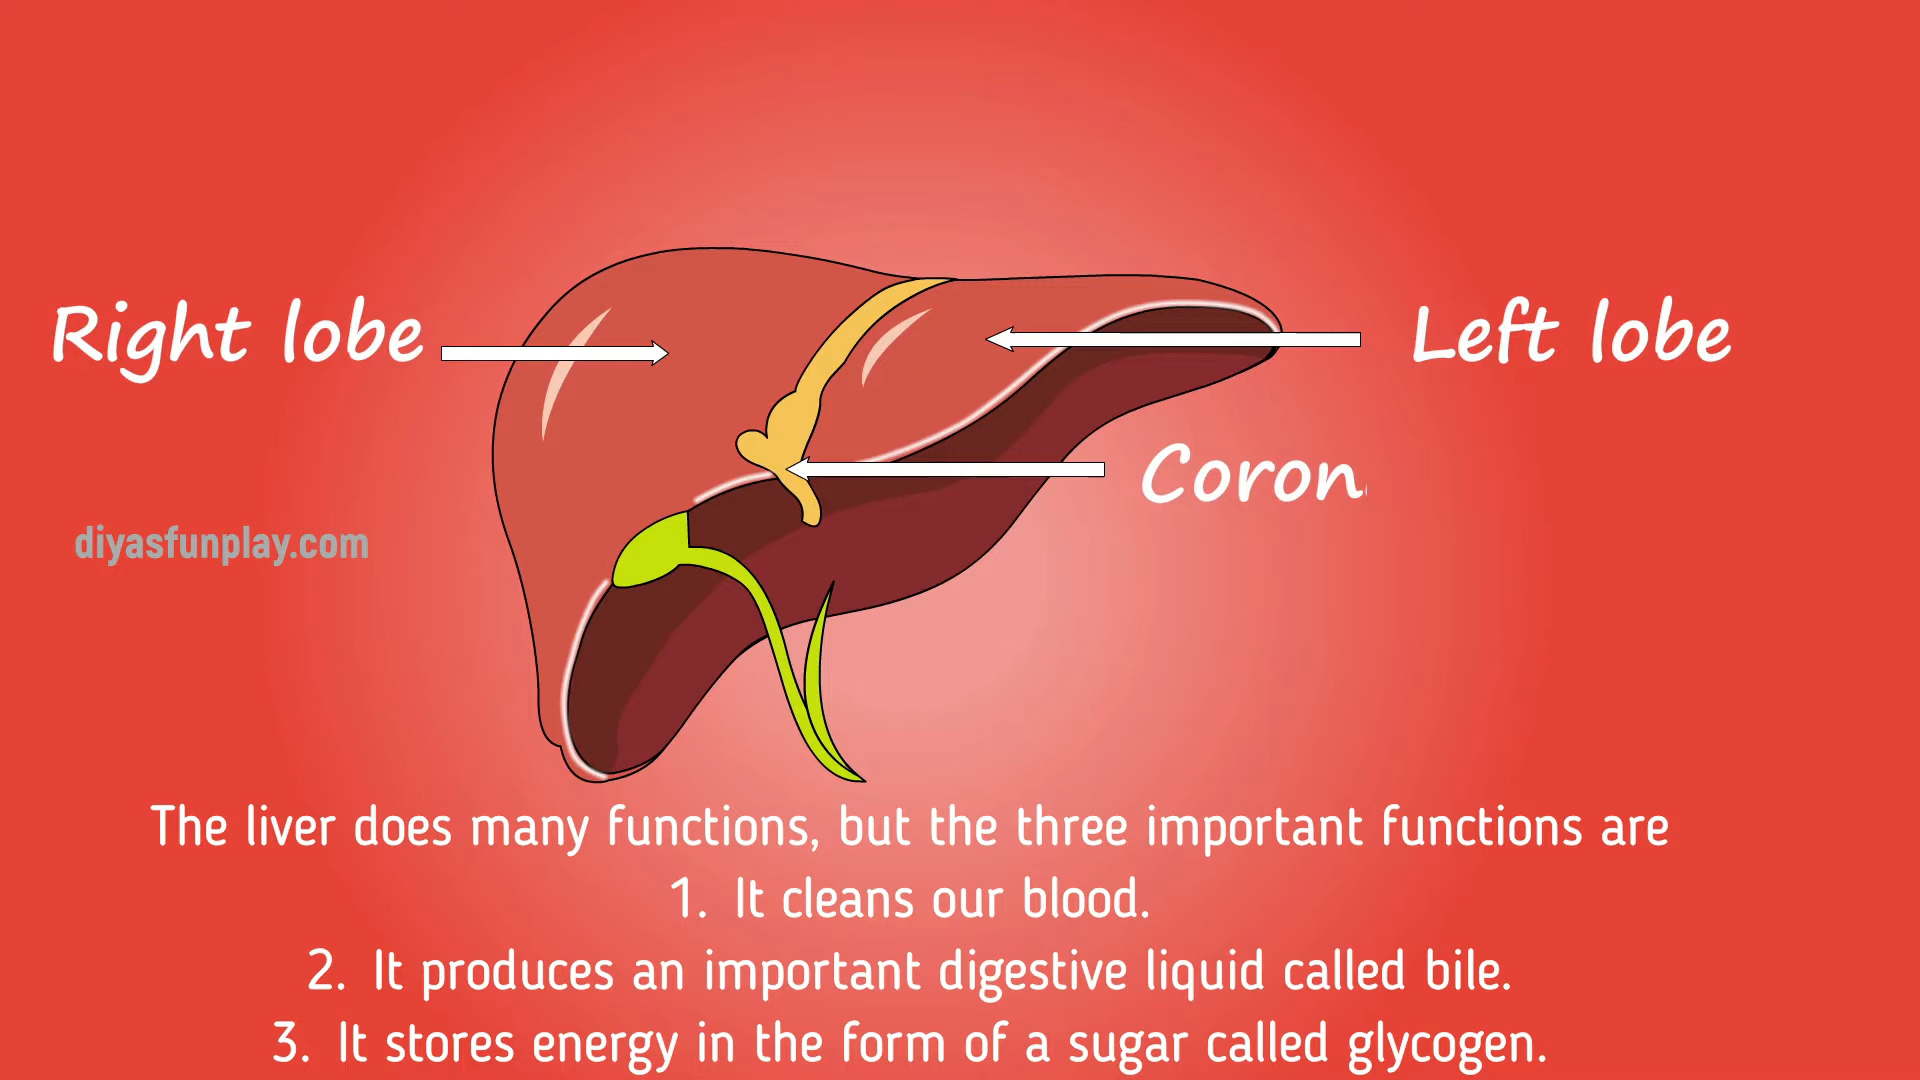 Right lobe
Left lobe
Coron
diyasfunplay.com
The liver does many functions, but the three important functions are
1. It cleans our blood.
2. It produces an important digestive liquid called bile.
3. It stores energy in the form of a sugar called glycogen.